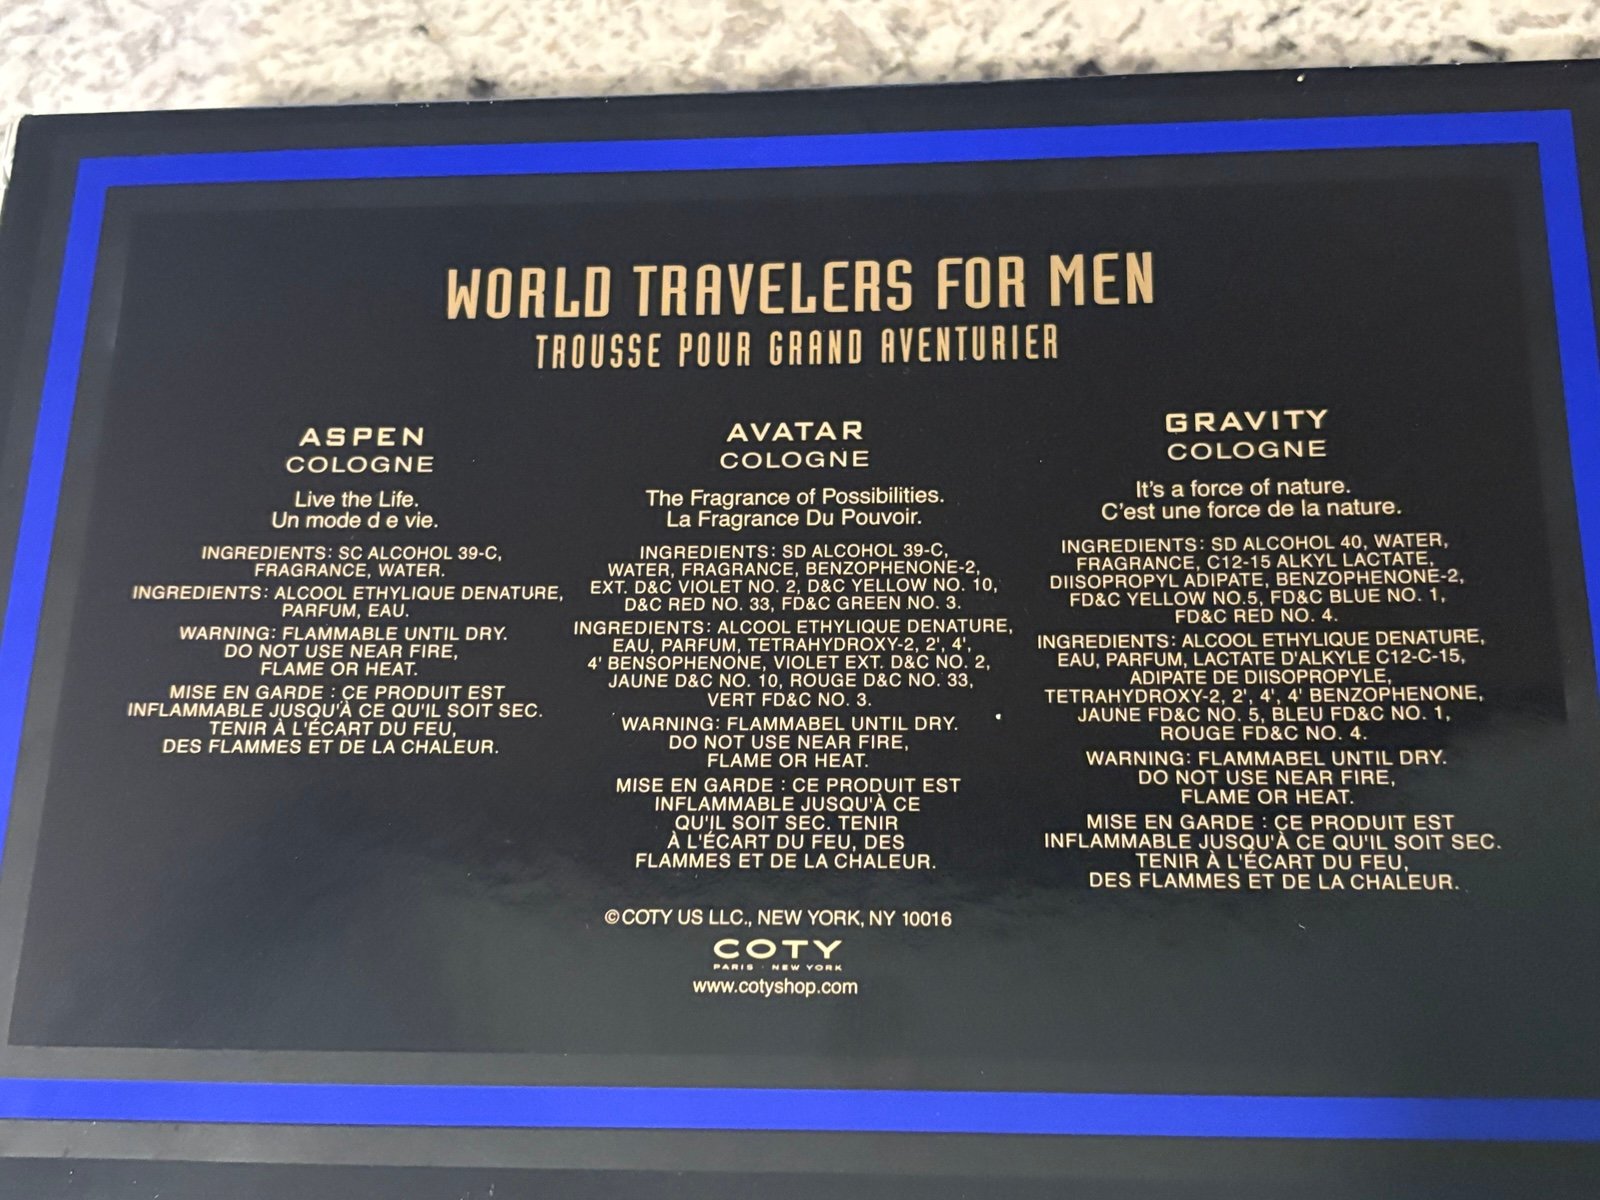 WORLD TRAVELERS FOR MEN
TROUSSE POUR GRAND AVENTURIER
ASPEN
COLOGNE
Live the Life.
Un mode d e vie.
INGREDIENTS: SC ALCOHOL 39-C,
FRAGRANCE, WATER.
INGREDIENTS: ALCOOL ETHYLIQUE DENATURE,
PARFUM, EAU.
WARNING: FLAMMABLE UNTIL DRY.
DO NOT USE NEAR FIRE,
FLAME OR HEAT.
MISE EN GARDE : CE PRODUIT EST
INFLAMMABLE JUSQU'À CE QU'IL SOIT SEC.
TENIR À L'ÉCART DU FEU,
DES FLAMMES ET DE LA CHALEUR.
AVATAR
COLOGNE
The Fragrance of Possibilities.
La Fragrance Du Pouvoir.
INGREDIENTS: SD ALCOHOL 39-C,
WATER, FRAGRANCE, BENZOPHENONE-2,
EXT. D&C VIOLET NO. 2, D&C YELLOW NO. 10,
D&C RED NO. 33, FD&C GREEN NO. 3.
INGREDIENTS: ALCOOL ETHYLIQUE DENATURE,
EAU, PARFUM, TETRAHYDROXY-2, 2', 4',
4' BENSOPHENONE, VIOLET EXT. D&C NO. 2,
JAUNE D&C NO. 10, ROUGE D&C NO. 33,
VERT FD&C NO. 3.
WARNING: FLAMMABEL UNTIL DRY.
DO NOT USE NEAR FIRE,
FLAME OR HEAT.
MISE EN GARDE : CE PRODUIT EST
INFLAMMABLE JUSQU'À CE
QU'IL SOIT SEC. TENIR
À L'ÉCART DU FEU, DES
FLAMMES ET DE LA CHALEUR.
GRAVITY
COLOGNE
It's a force of nature.
C'est une force de la nature.
INGREDIENTS: SD ALCOHOL 40, WATER,
FRAGRANCE, C12-15 ALKYL LACTATE,
DIISOPROPYL ADIPATE, BENZOPHENONE-2,
FD&C YELLOW NO.5, FD&C BLUE NO. 1,
FD&C RED NO. 4.
INGREDIENTS: ALCOOL ETHYLIQUE DENATURE,
EAU, PARFUM, LACTATE D'ALKYLE C12-C-15,
ADIPATE DE DIISOPROPYLE,
TETRAHYDROXY-2, 2', 4', 4' BENZOPHENONE,
JAUNE FD&C NO. 5, BLEU FD&C NO. 1,
ROUGE FD&C NO. 4.
WARNING: FLAMMABEL UNTIL DRY.
DO NOT USE NEAR FIRE,
FLAME OR HEAT.
MISE EN GARDE : CE PRODUIT EST
INFLAMMABLE JUSQU'À CE QU'IL SOIT SEC.
TENIR À L'ÉCART DU FEU,
DES FLAMMES ET DE LA CHALEUR.
©COTY US LLC., NEW YORK, NY 10016
COTY
PARIS · NEW YORK
www.cotyshop.com